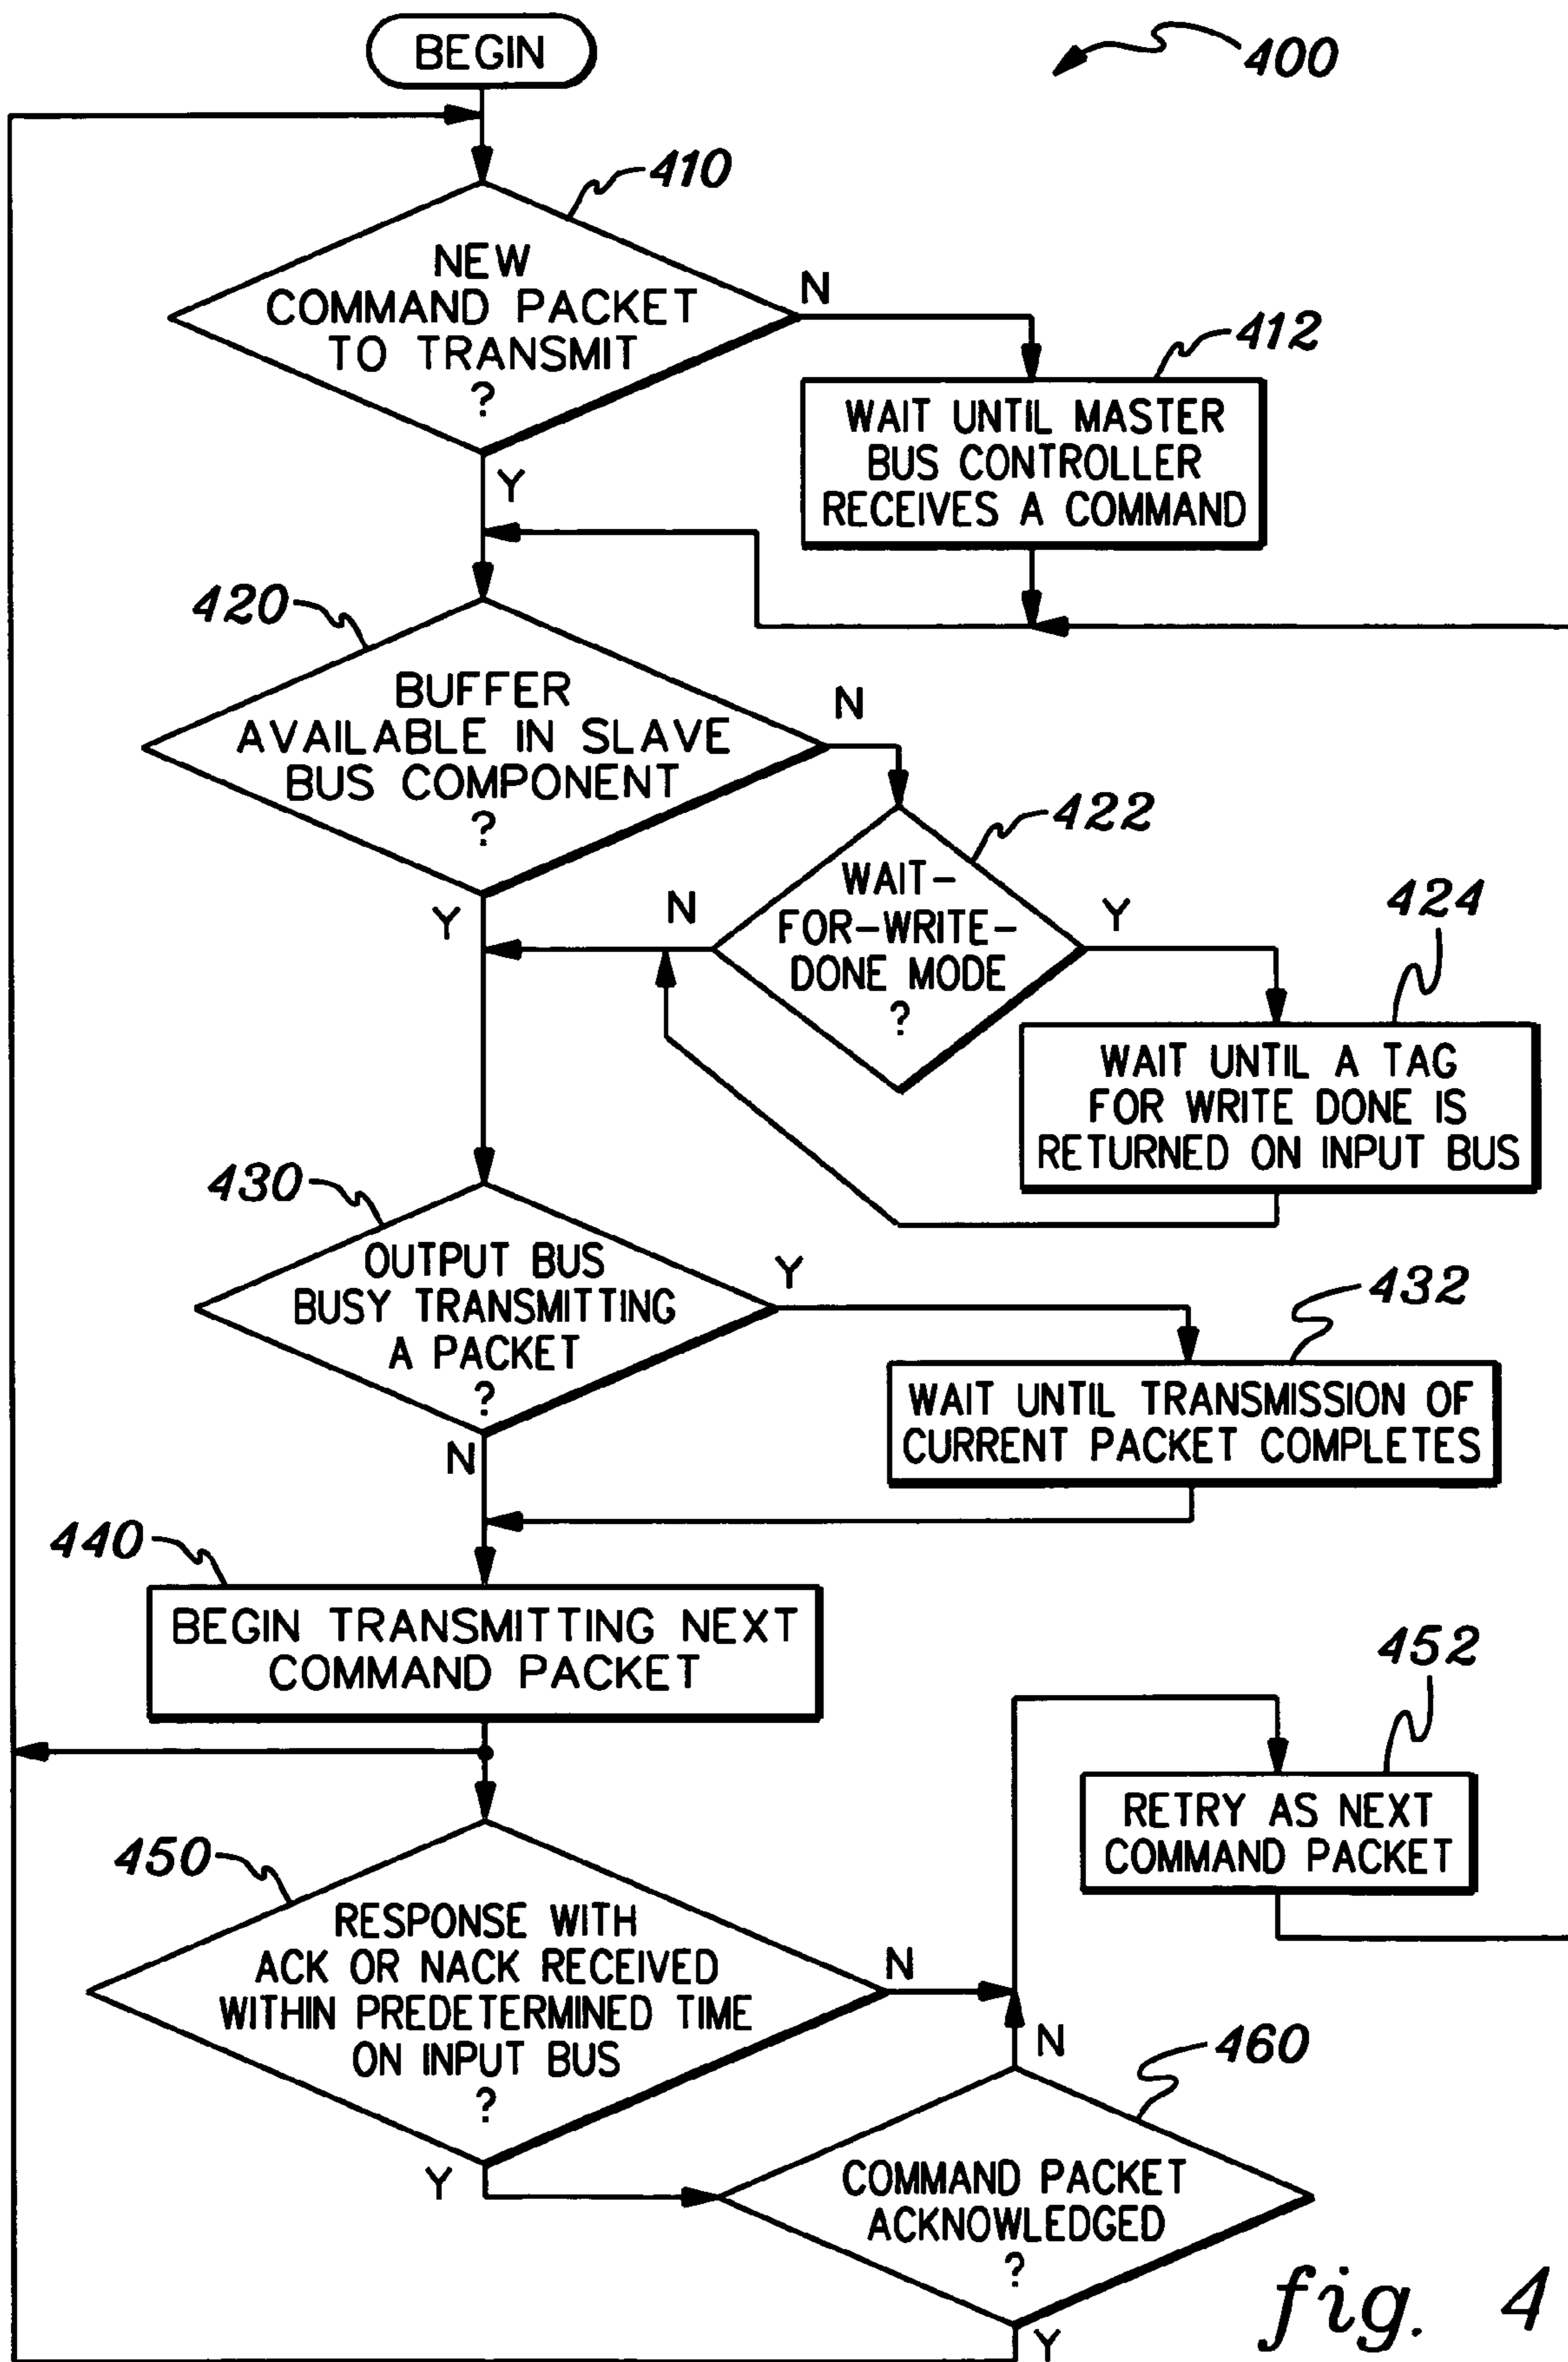 BEGIN
400
410
NEW
COMMAND PACKET
TO TRANSMIT
?
N
Y
412
WAIT UNTIL MASTER
BUS CONTROLLER
RECEIVES A COMMAND
420
BUFFER
AVAILABLE IN SLAVE
BUS COMPONENT
?
N
Y
422
WAIT-
FOR-WRITE-
DONE MODE
?
N
Y
424
WAIT UNTIL A TAG
FOR WRITE DONE IS
RETURNED ON INPUT BUS
430
OUTPUT BUS
BUSY TRANSMITTING
A PACKET
?
Y
N
432
WAIT UNTIL TRANSMISSION OF
CURRENT PACKET COMPLETES
440
BEGIN TRANSMITTING NEXT
COMMAND PACKET
452
RETRY AS NEXT
COMMAND PACKET
450
RESPONSE WITH
ACK OR NACK RECEIVED
WITHIN PREDETERMINED TIME
ON INPUT BUS
?
N
Y
460
N
COMMAND PACKET
ACKNOWLEDGED
?
Y
fig. 4